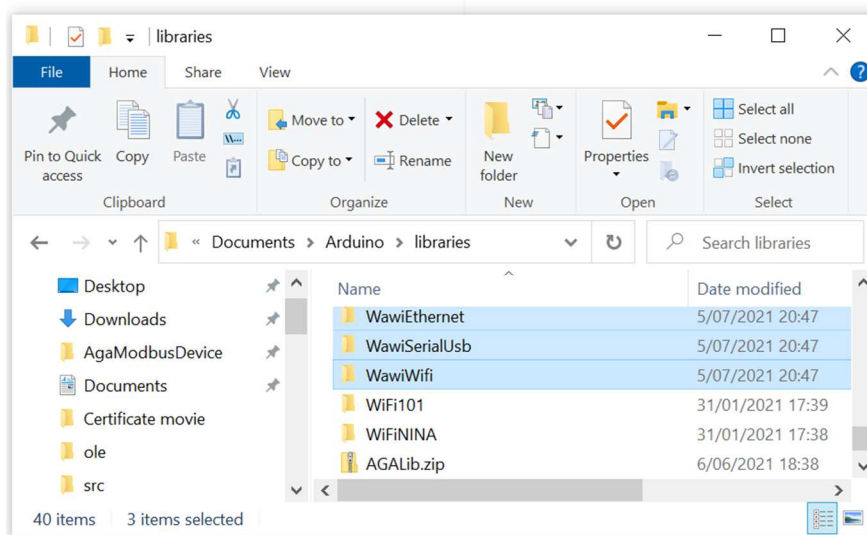 libraries
File Home Share View
Pin to Quick access Copy Paste
Move to Delete
Copy to Rename
New folder
Properties
Select all
Select none
Invert selection
Clipboard Organize New Open Select
« Documents > Arduino > libraries
Search libraries
Desktop
Downloads
AgaModbusDevice
Documents
Certificate movie
ole
src
Name Date modified
WawiEthernet 5/07/2021 20:47
WawiSerialUsb 5/07/2021 20:47
WawiWifi 5/07/2021 20:47
WiFi101 31/01/2021 17:39
WiFiNINA 31/01/2021 17:38
AGALib.zip 6/06/2021 18:38
40 items 3 items selected